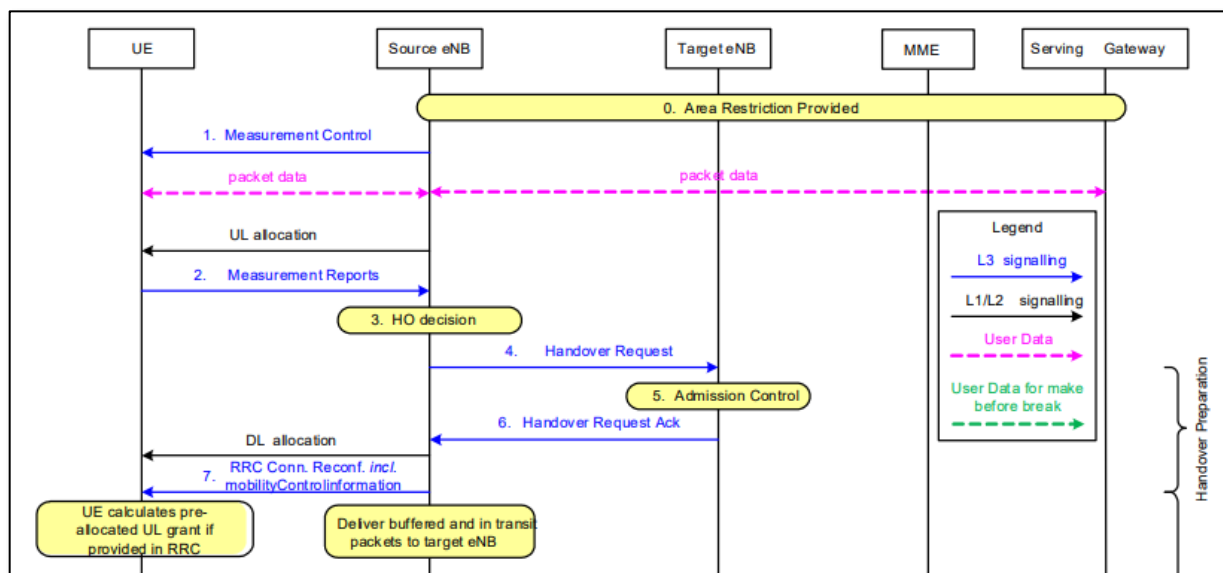 UE
Source eNB
Target eNB
MME
Serving Gateway
0. Area Restriction Provided
1. Measurement Control
packet data
packet data
UL allocation
2. Measurement Reports
3. HO decision
4. Handover Request
5. Admission Control
6. Handover Request Ack
DL allocation
7. RRC Conn. Reconf. incl.
mobilityControlinformation
UE calculates pre-
allocated UL grant if
provided in RRC
Deliver buffered and in transit
packets to target eNB
Legend
L3 signalling
L1/L2 signalling
User Data
User Data for make
before break
Handover Preparation